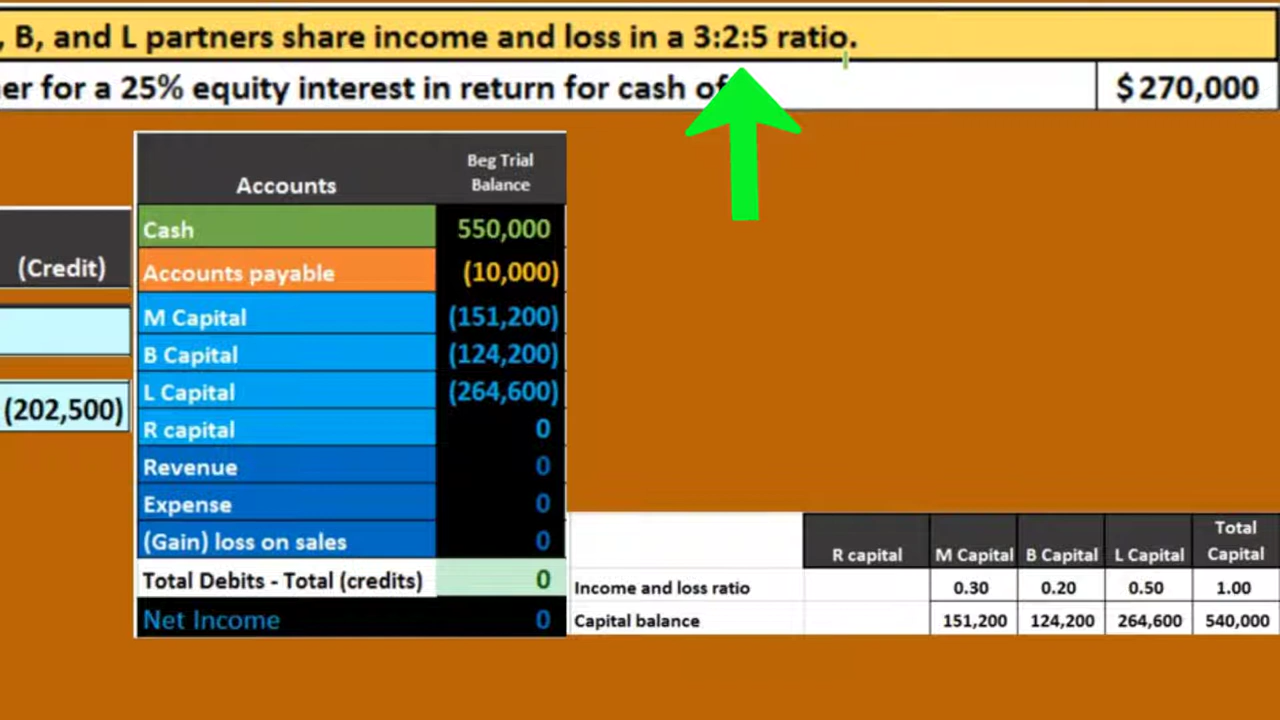 , B, and L partners share income and loss in a 3:2:5 ratio.
er for a 25% equity interest in return for cash of $ 270,000
(Credit)
(202,500)
Accounts Beg Trial Balance
Cash 550,000
Accounts payable (10,000)
M Capital (151,200)
B Capital (124,200)
L Capital (264,600)
R capital 0
Revenue 0
Expense 0
(Gain) loss on sales 0
Total Debits - Total (credits) 0
Net Income 0
R capital M Capital B Capital L Capital Total Capital
Income and loss ratio 0.30 0.20 0.50 1.00
Capital balance 151,200 124,200 264,600 540,000